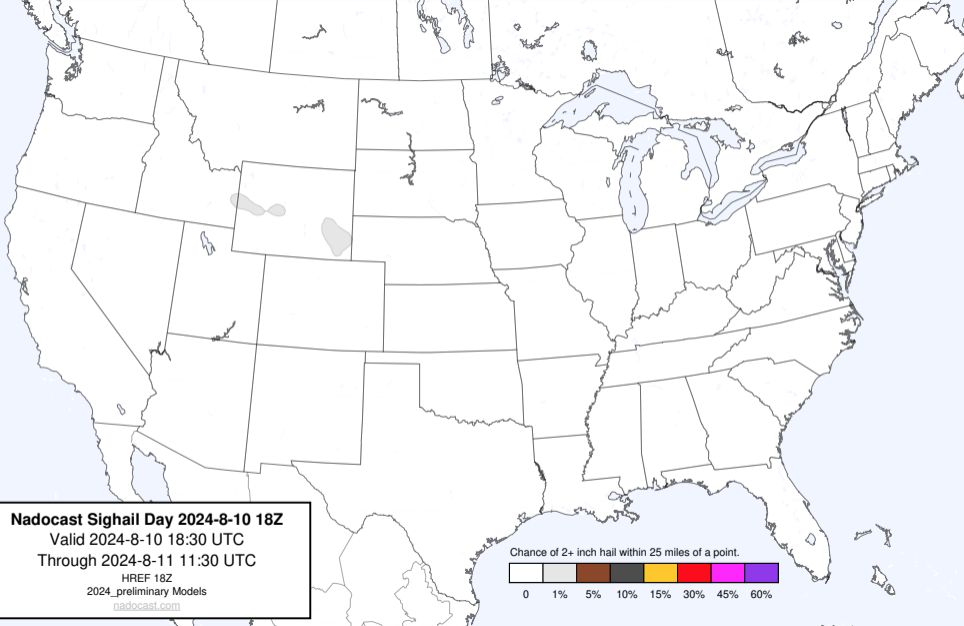 Nadocast Sighail Day 2024-8-10 18Z
Valid 2024-8-10 18:30 UTC
Through 2024-8-11 11:30 UTC
HREF 18Z
2024_preliminary Models
nadocast.com
Chance of 2+ inch hail within 25 miles of a point.
0 1% 5% 10% 15% 30% 45% 60%